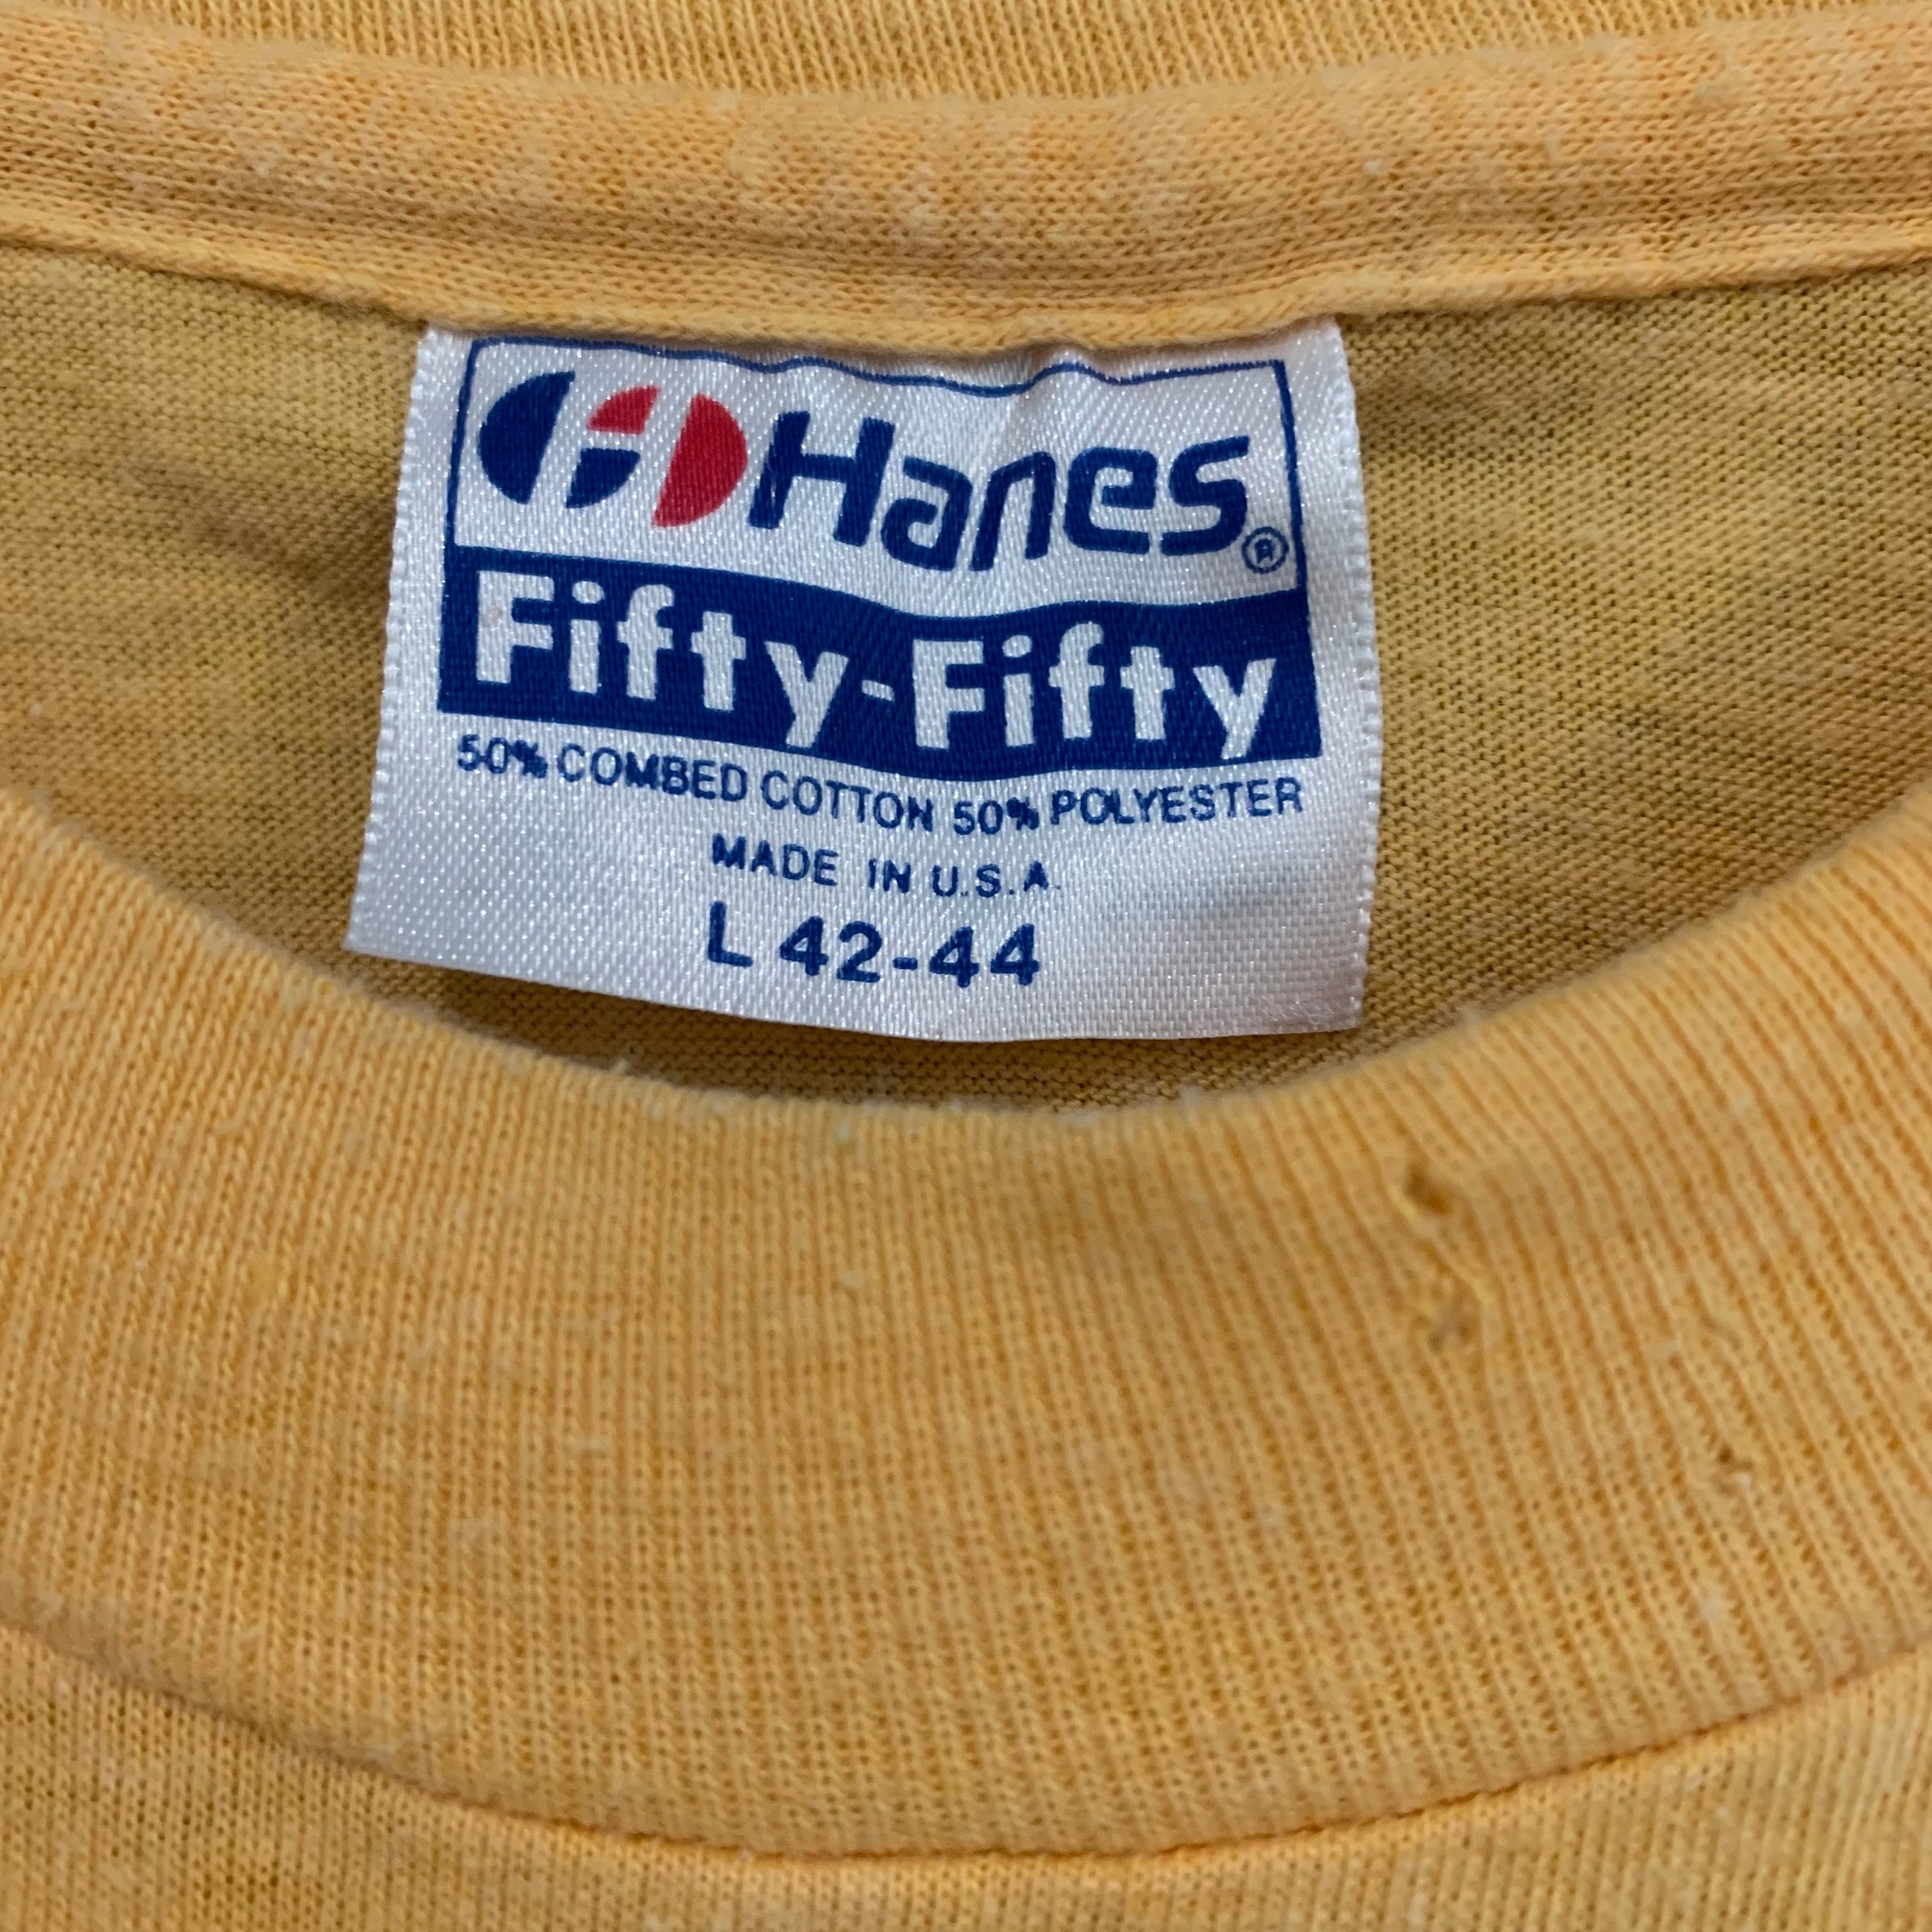 Hanes®
Fifty-Fifty
50% COMBED COTTON 50% POLYESTER
MADE IN U.S.A.
L 42-44